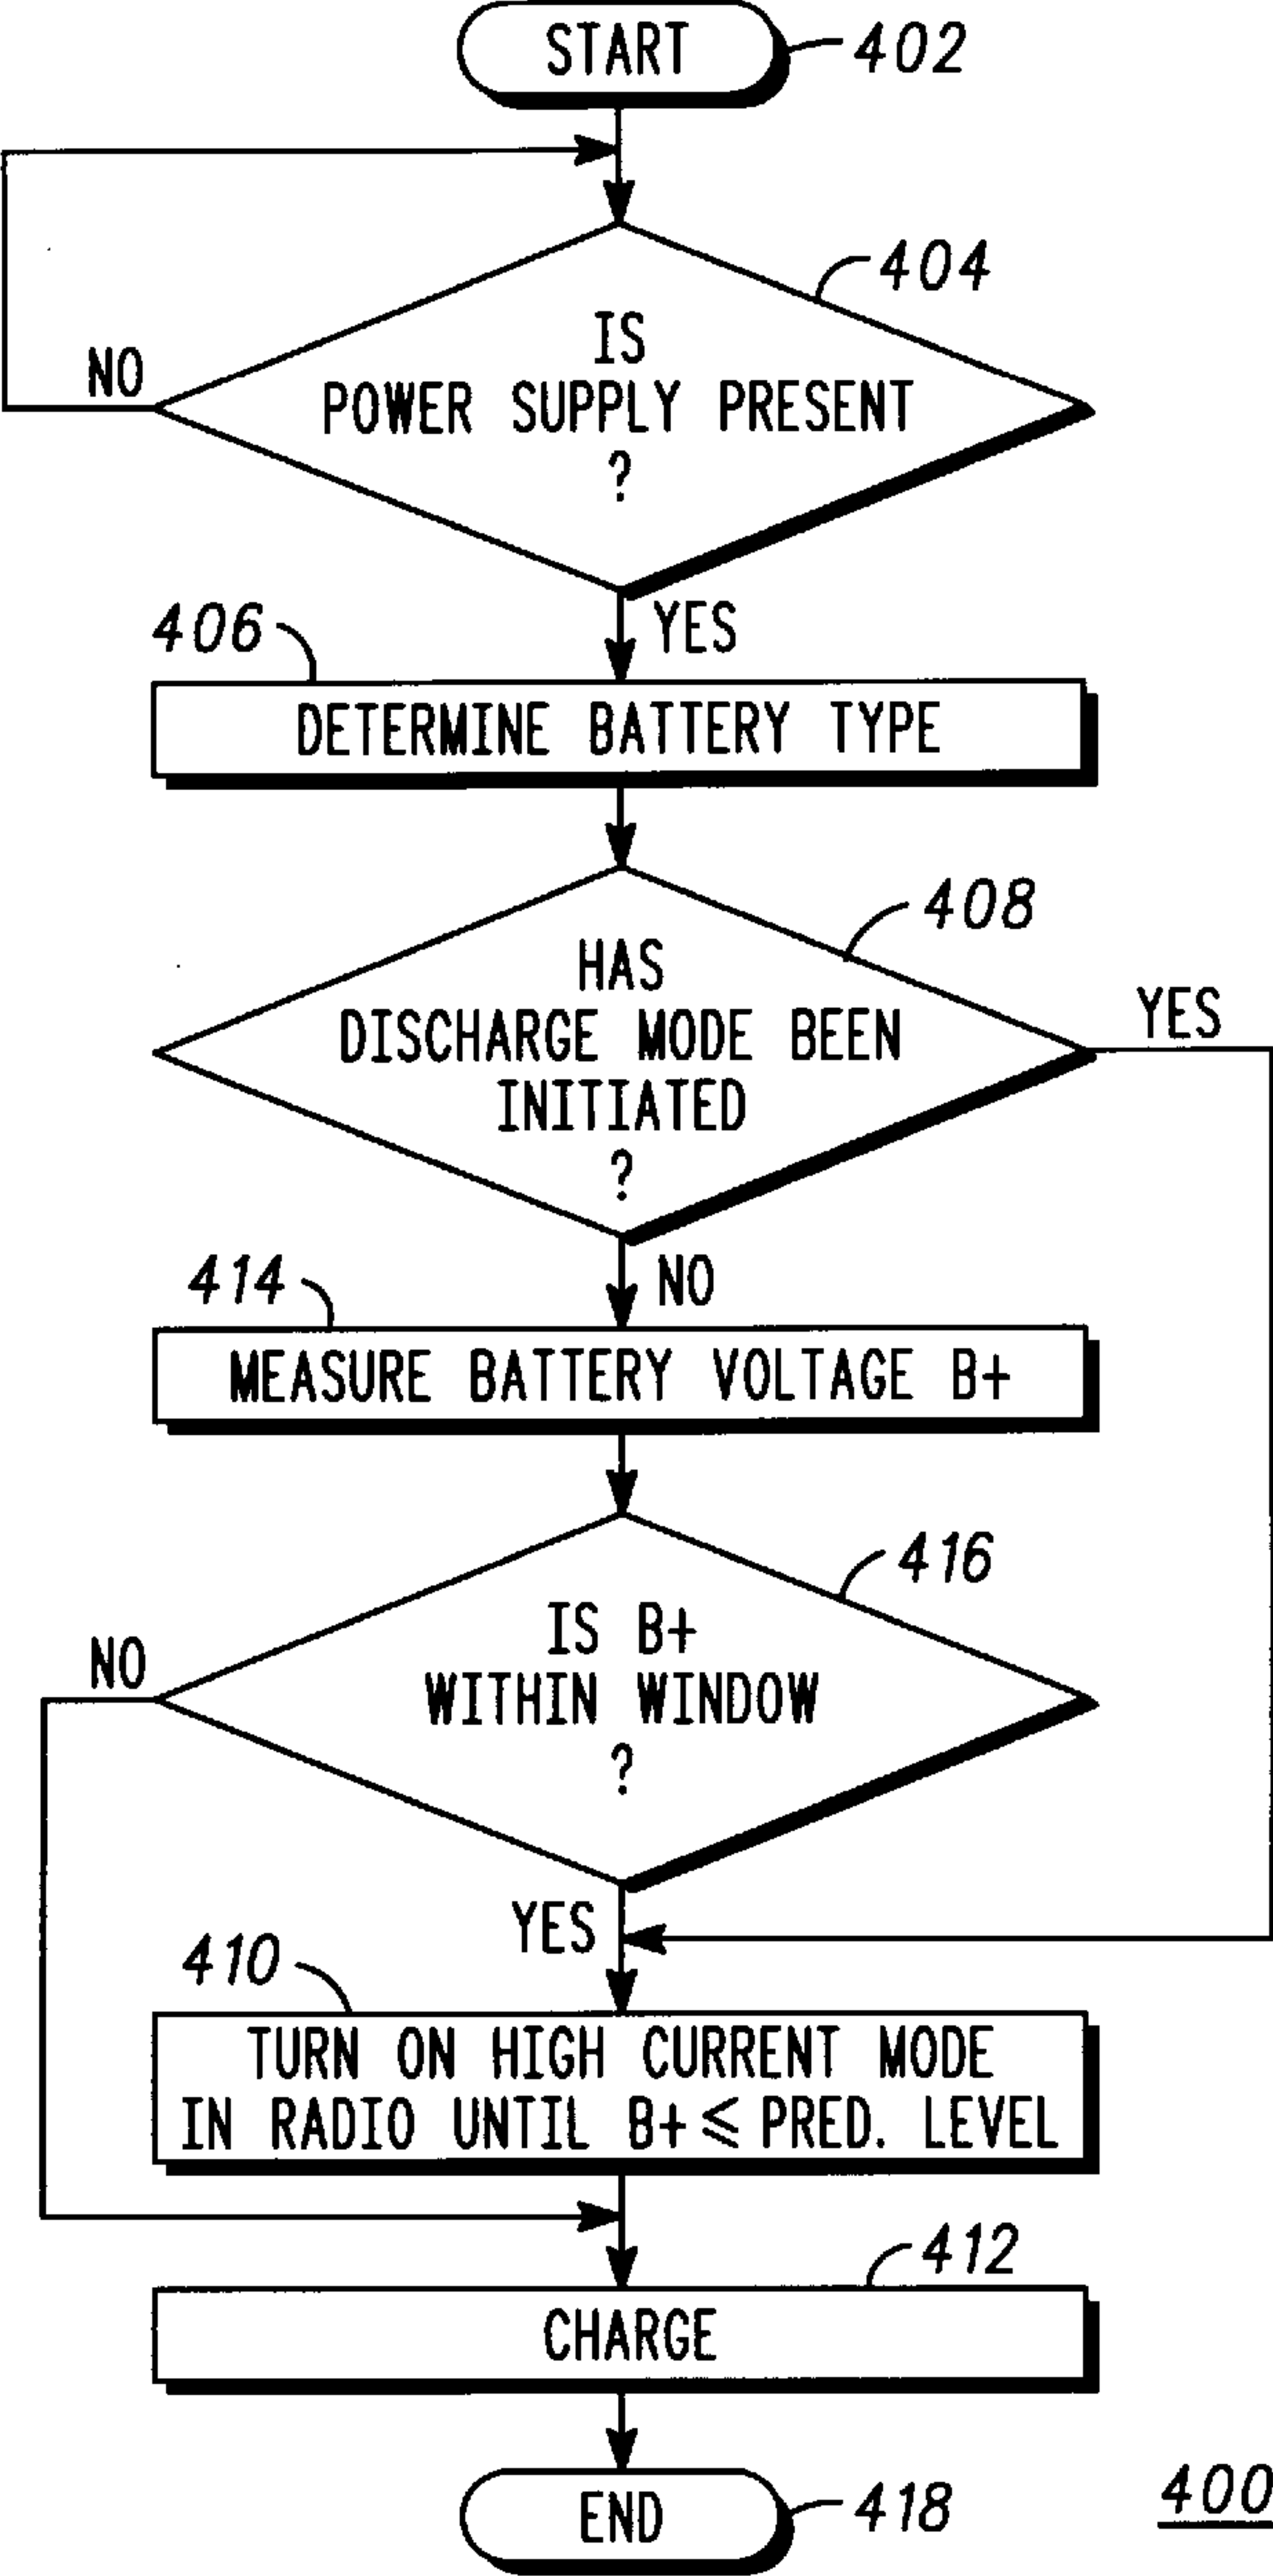 START
402
404
IS
NO
POWER SUPPLY PRESENT
?
YES
406
DETERMINE BATTERY TYPE
408
HAS
YES
DISCHARGE MODE BEEN
INITIATED
?
NO
414
MEASURE BATTERY VOLTAGE B+
416
IS B+
NO
WITHIN WINDOW
?
YES
410
TURN ON HIGH CURRENT MODE
IN RADIO UNTIL B+ ⩽ PRED. LEVEL
412
CHARGE
END
418
400